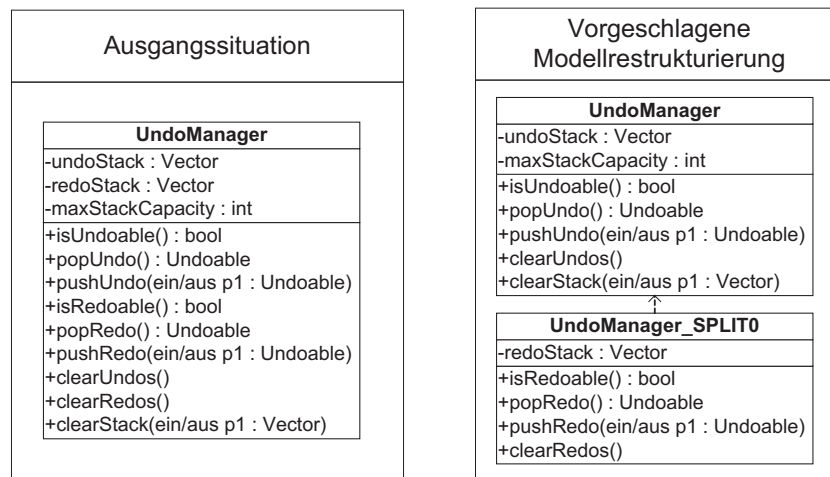 Ausgangssituation
UndoManager
-undoStack : Vector
-redoStack : Vector
-maxStackCapacity : int
+isUndoable() : bool
+popUndo() : Undoable
+pushUndo(ein/aus p1 : Undoable)
+isRedoable() : bool
+popRedo() : Undoable
+pushRedo(ein/aus p1 : Undoable)
+clearUndos()
+clearRedos()
+clearStack(ein/aus p1 : Vector)
Vorgeschlagene
Modellrestrukturierung
UndoManager
-undoStack : Vector
-maxStackCapacity : int
+isUndoable() : bool
+popUndo() : Undoable
+pushUndo(ein/aus p1 : Undoable)
+clearUndos()
+clearStack(ein/aus p1 : Vector)
UndoManager_SPLIT0
-redoStack : Vector
+isRedoable() : bool
+popRedo() : Undoable
+pushRedo(ein/aus p1 : Undoable)
+clearRedos()